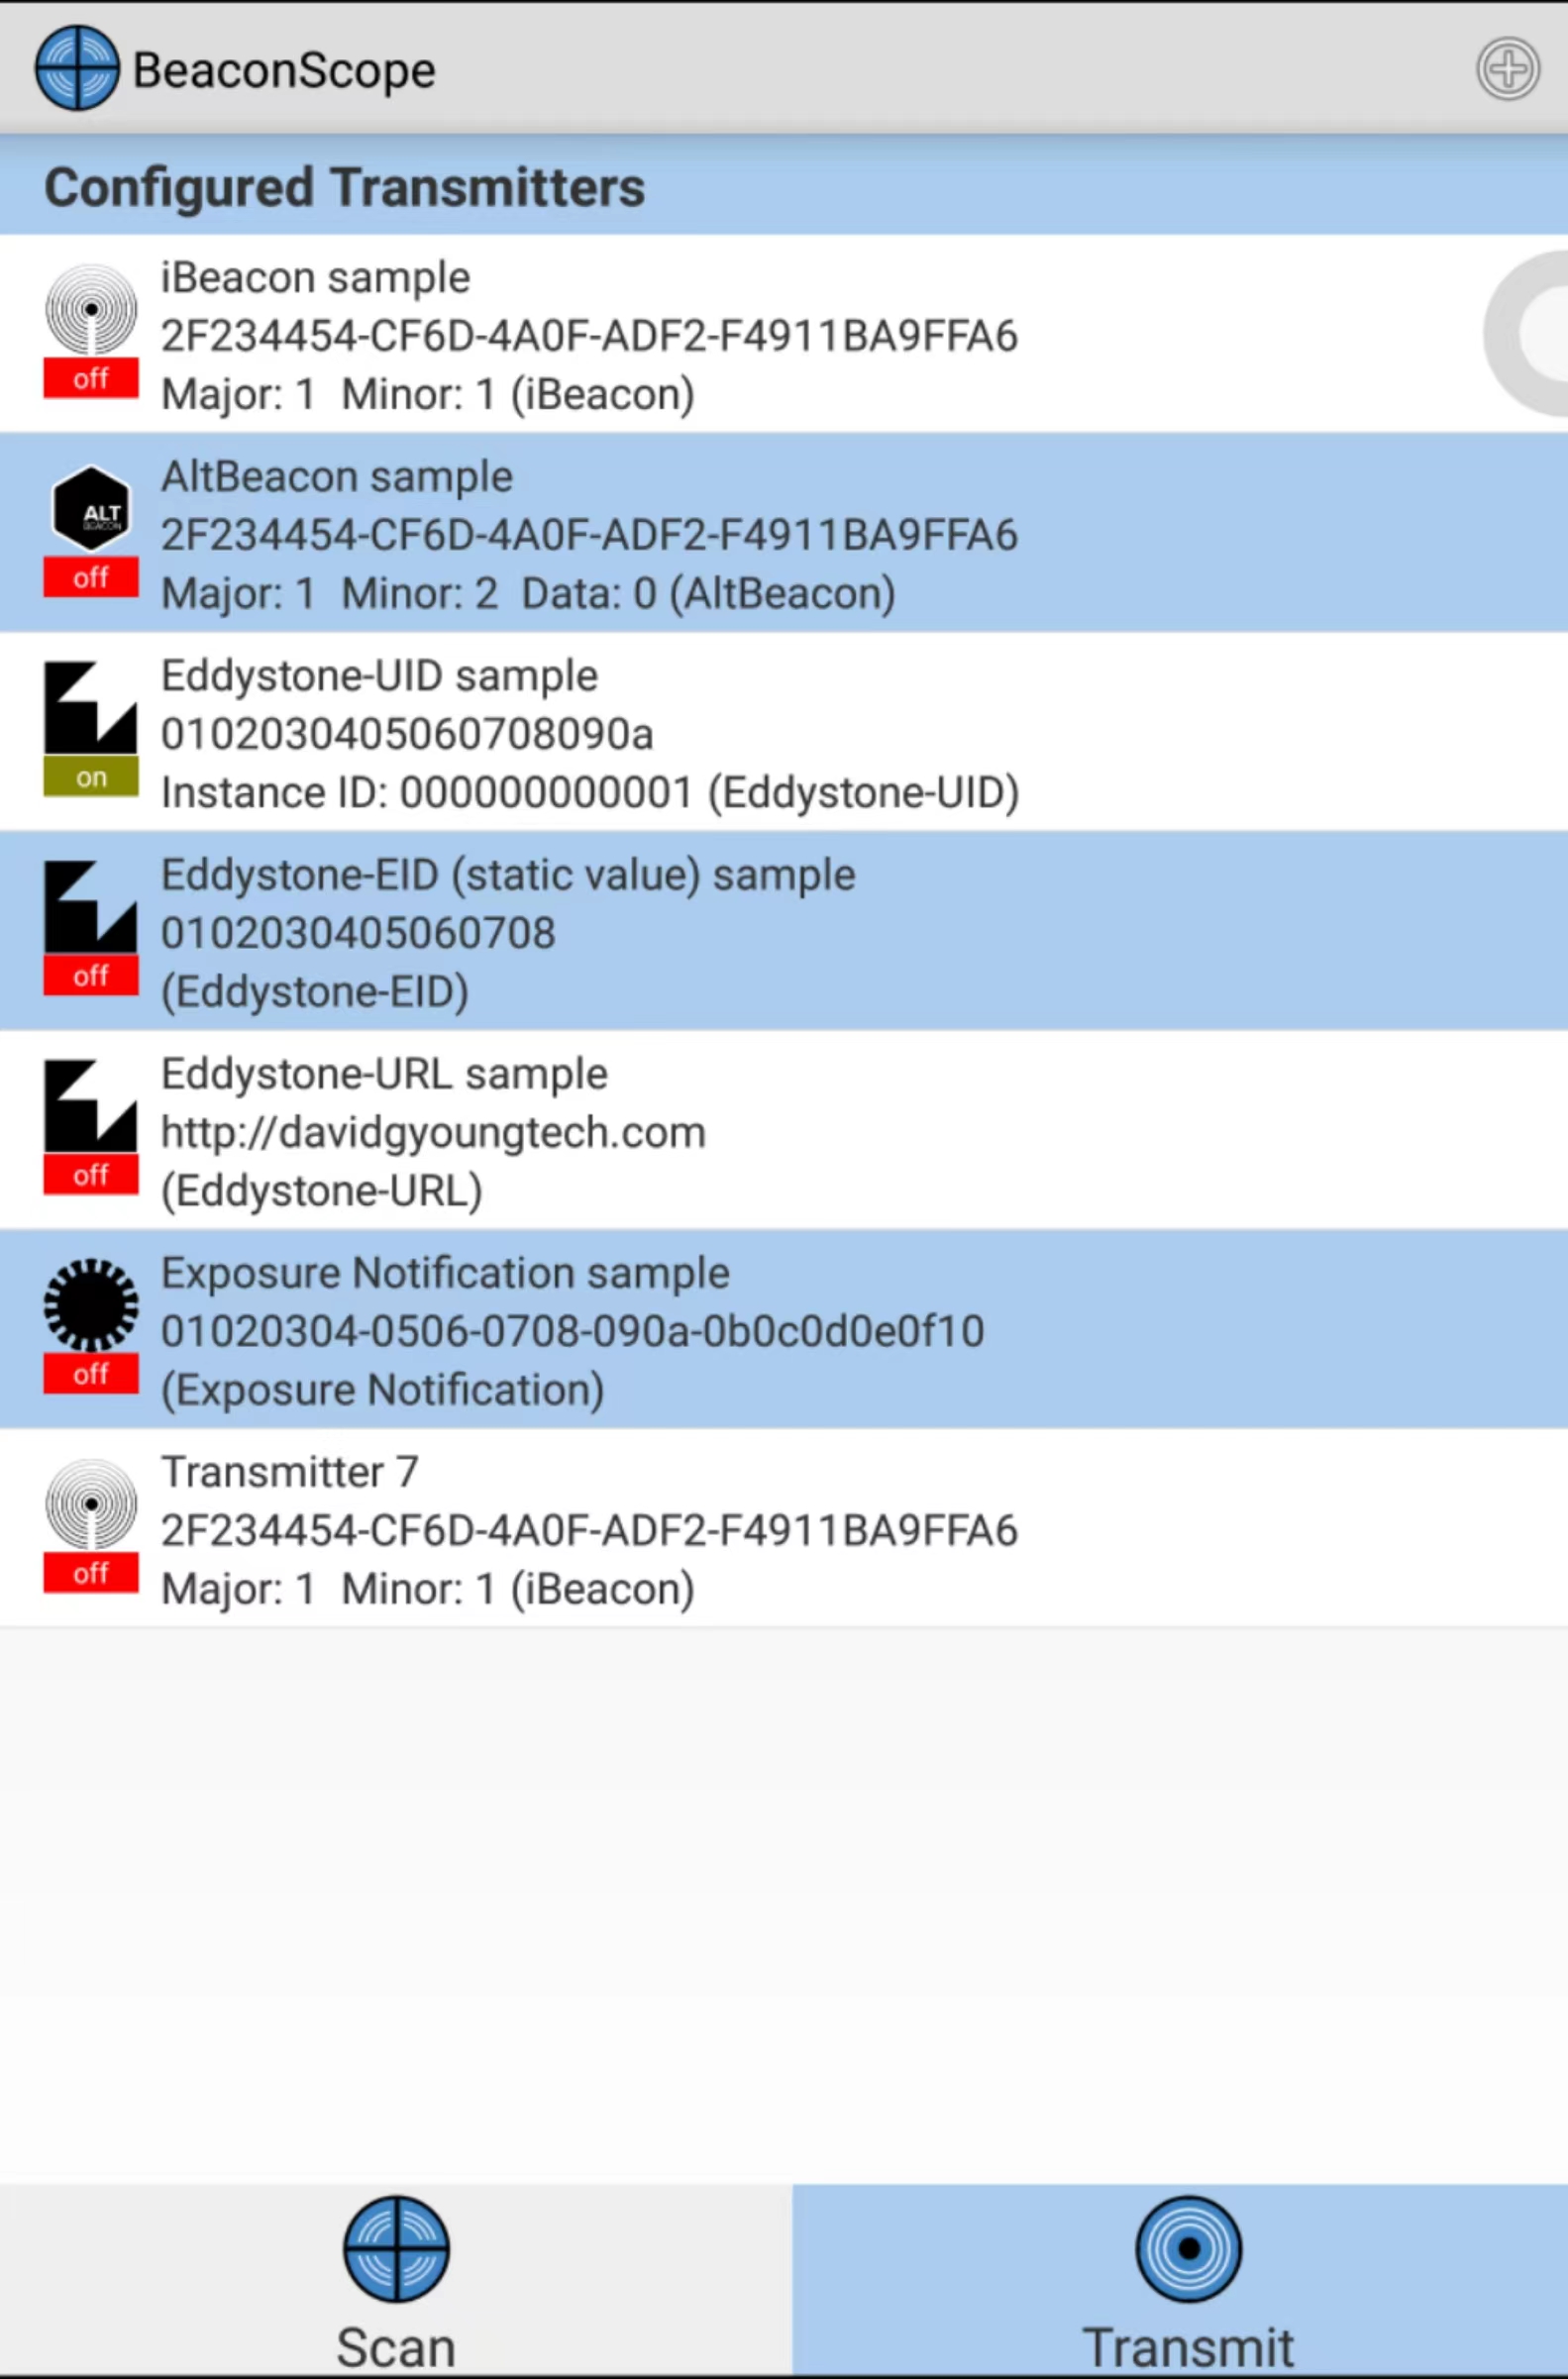 BeaconScope
Configured Transmitters
iBeacon sample
2F234454-CF6D-4A0F-ADF2-F4911BA9FFA6
off
Major: 1  Minor: 1 (iBeacon)
AltBeacon sample
ALT
BEACON
2F234454-CF6D-4A0F-ADF2-F4911BA9FFA6
off
Major: 1  Minor: 2  Data: 0 (AltBeacon)
Eddystone-UID sample
0102030405060708090a
on
Instance ID: 000000000001 (Eddystone-UID)
Eddystone-EID (static value) sample
0102030405060708
off
(Eddystone-EID)
Eddystone-URL sample
http://davidgyoungtech.com
off
(Eddystone-URL)
Exposure Notification sample
01020304-0506-0708-090a-0b0c0d0e0f10
off
(Exposure Notification)
Transmitter 7
2F234454-CF6D-4A0F-ADF2-F4911BA9FFA6
off
Major: 1  Minor: 1 (iBeacon)
Scan
Transmit